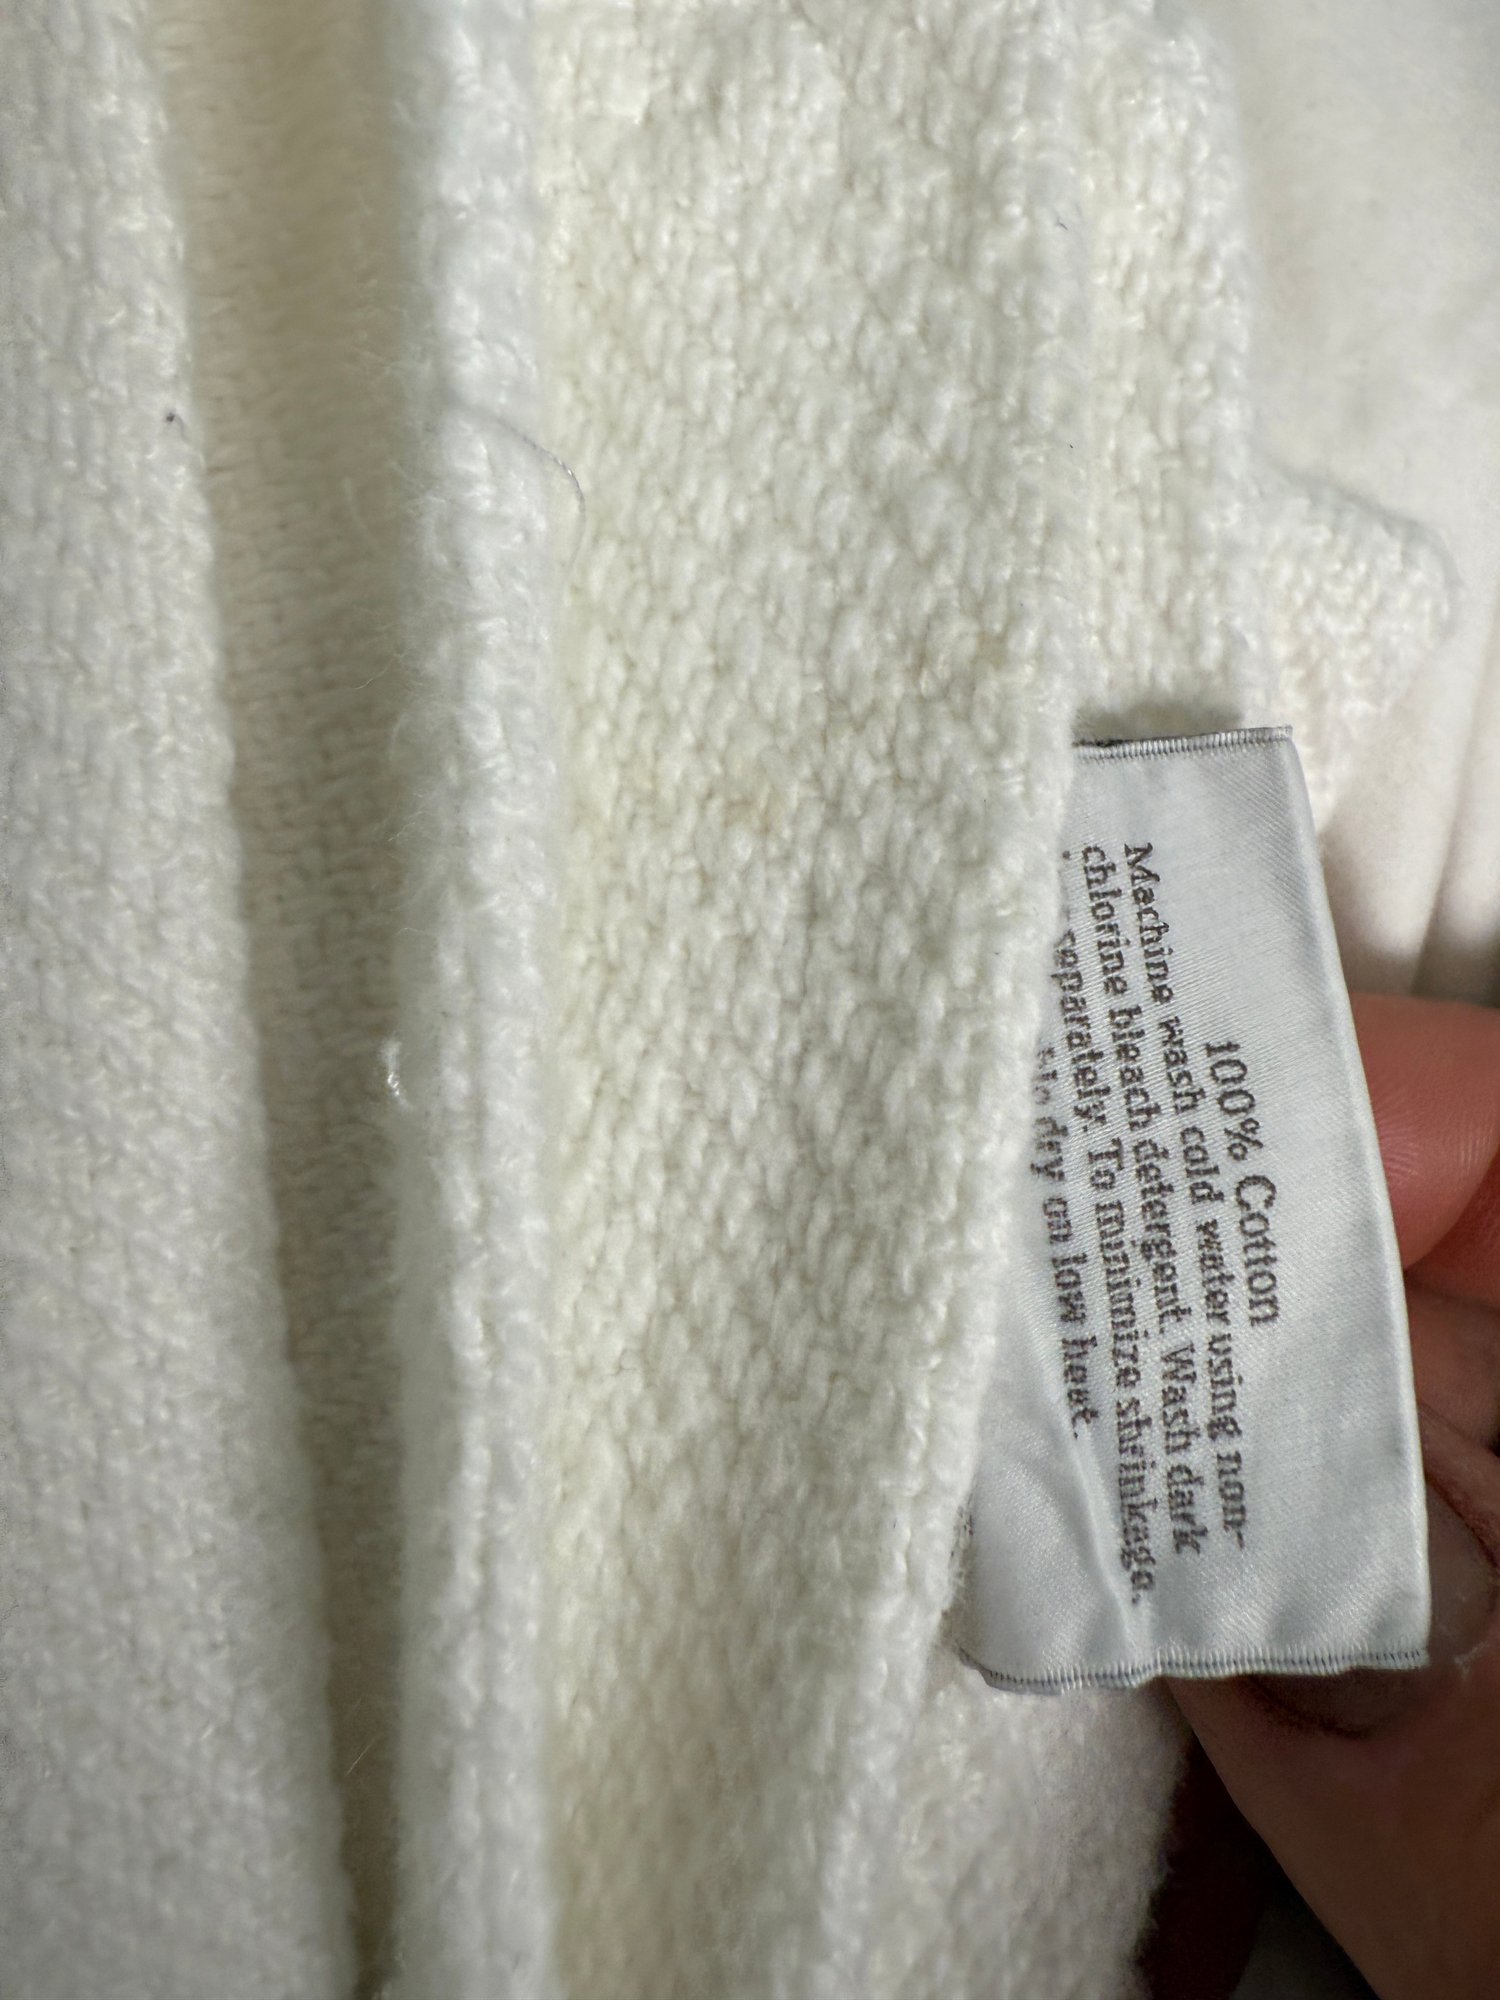 100% Cotton
Machine wash cold water using non-
chlorine bleach detergent. Wash dark
separately. To minimize shrinkage.
dry on low heat.